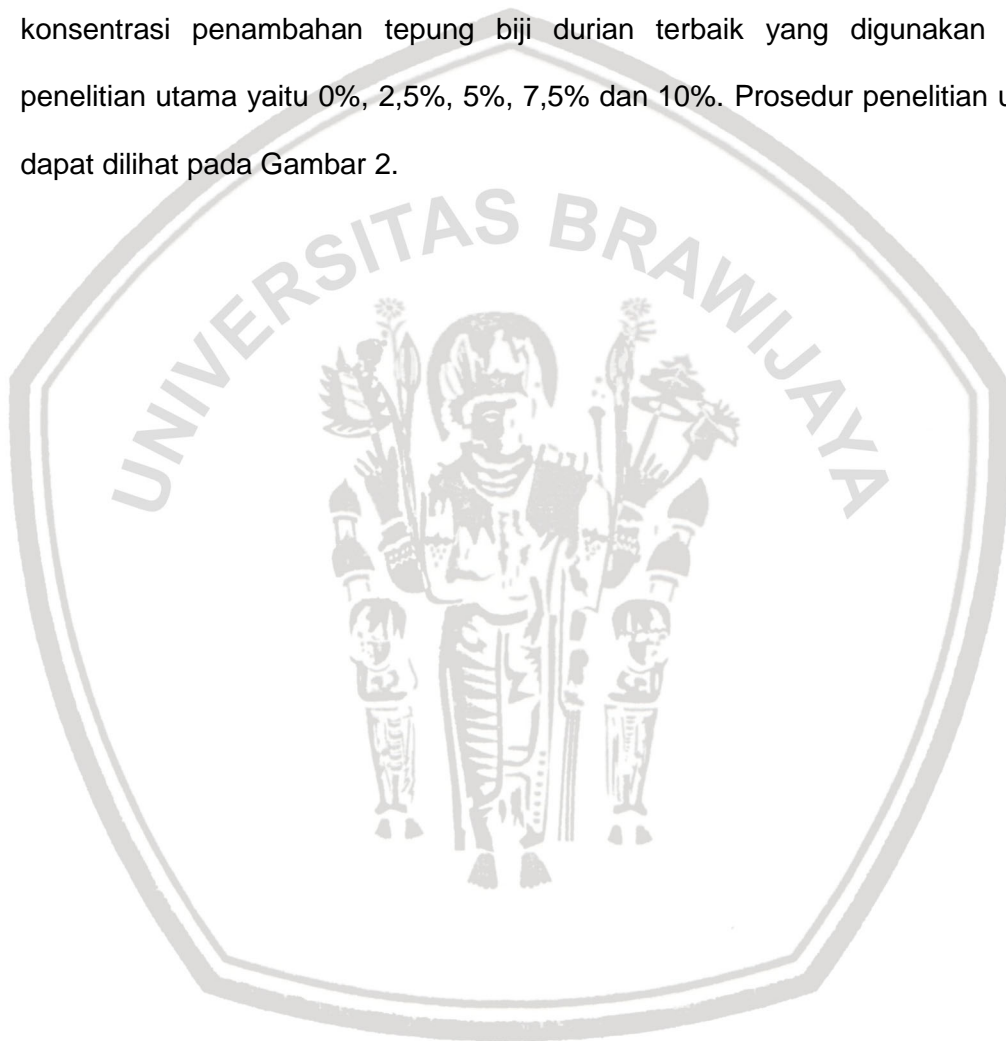 konsentrasi penambahan tepung biji durian terbaik yang digunakan
penelitian utama yaitu 0%, 2,5%, 5%, 7,5% dan 10%. Prosedur penelitian u
dapat dilihat pada Gambar 2.
UNIVERSITAS BRAWIJAYA